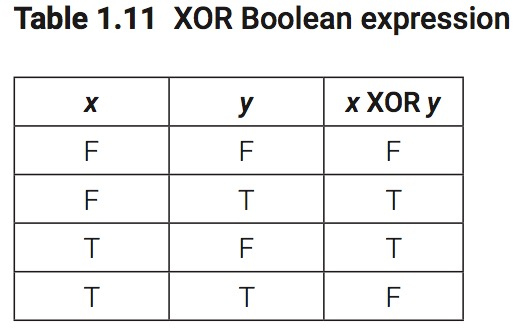 Table 1.11 XOR Boolean expression
x y x XOR y
F F F
F T T
T F T
T T F